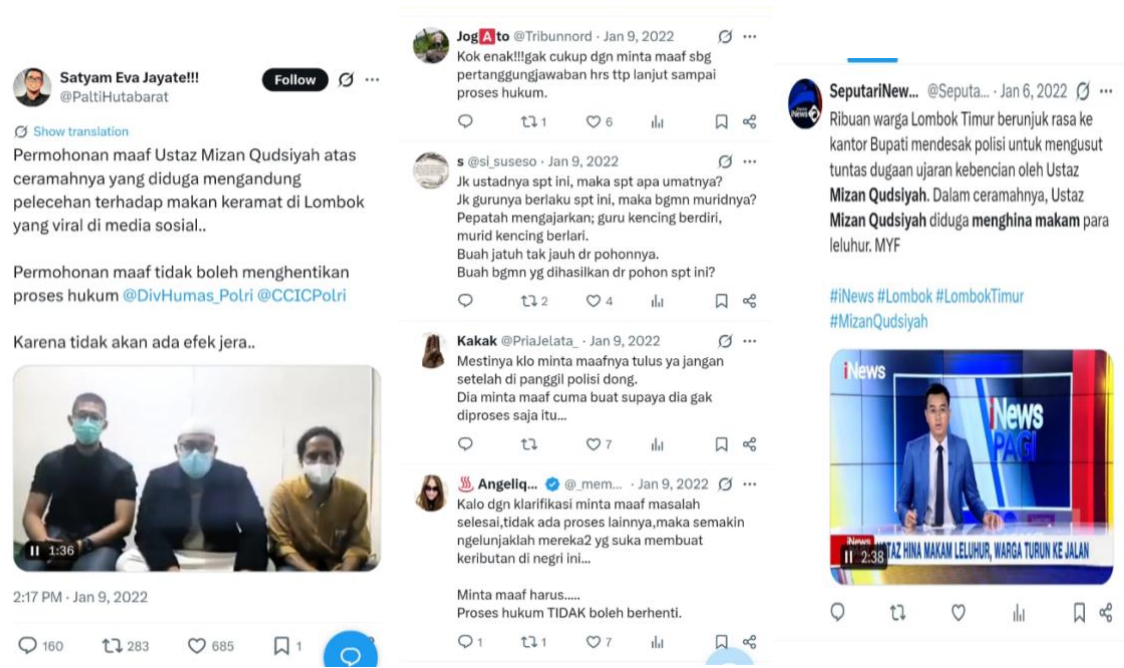 Satyam Eva Jayate!!!
@PaltiHutabarat
Follow
Show translation
Permohonan maaf Ustaz Mizan Qudsiyah atas
ceramahnya yang diduga mengandung
pelecehan terhadap makan keramat di Lombok
yang viral di media sosial..
Permohonan maaf tidak boleh menghentikan
proses hukum @DivHumas_Polri @CCICPolri
Karena tidak akan ada efek jera..
1:36
2:17 PM · Jan 9, 2022
160 283 685 1
Jog🅰️to @Tribunnord · Jan 9, 2022
Kok enak!!!gak cukup dgn minta maaf sbg
pertanggungjawaban hrs ttp lanjut sampai
proses hukum.
1 6
s @si_suseso · Jan 9, 2022
Jk ustadnya spt ini, maka spt apa umatnya?
Jk gurunya berlaku spt ini, maka bgmn muridnya?
Pepatah mengajarkan; guru kencing berdiri,
murid kencing berlari.
Buah jatuh tak jauh dr pohonnya.
Buah bgmn yg dihasilkan dr pohon spt ini?
2 4
Kakak @PriaJelata_ · Jan 9, 2022
Mestinya klo minta maafnya tulus ya jangan
setelah di panggil polisi dong.
Dia minta maaf cuma buat supaya dia gak
diproses saja itu...
7
♨️ Angeliq... @_mem... · Jan 9, 2022
Kalo dgn klarifikasi minta maaf masalah
selesai,tidak ada proses lainnya,maka semakin
ngelunjaklah mereka2 yg suka membuat
keributan di negri ini...
Minta maaf harus.....
Proses hukum TIDAK boleh berhenti.
1 1 7
SeputariNew... @Seputa... · Jan 6, 2022
Ribuan warga Lombok Timur berunjuk rasa ke
kantor Bupati mendesak polisi untuk mengusut
tuntas dugaan ujaran kebencian oleh Ustaz
Mizan Qudsiyah. Dalam ceramahnya, Ustaz
Mizan Qudsiyah diduga menghina makam para
leluhur. MYF
#iNews #Lombok #LombokTimur
#MizanQudsiyah
iNews
iNews
PAGI
iNews
TAZ HINA MAKAM LELUHUR, WARGA TURUN KE JALAN
2:38